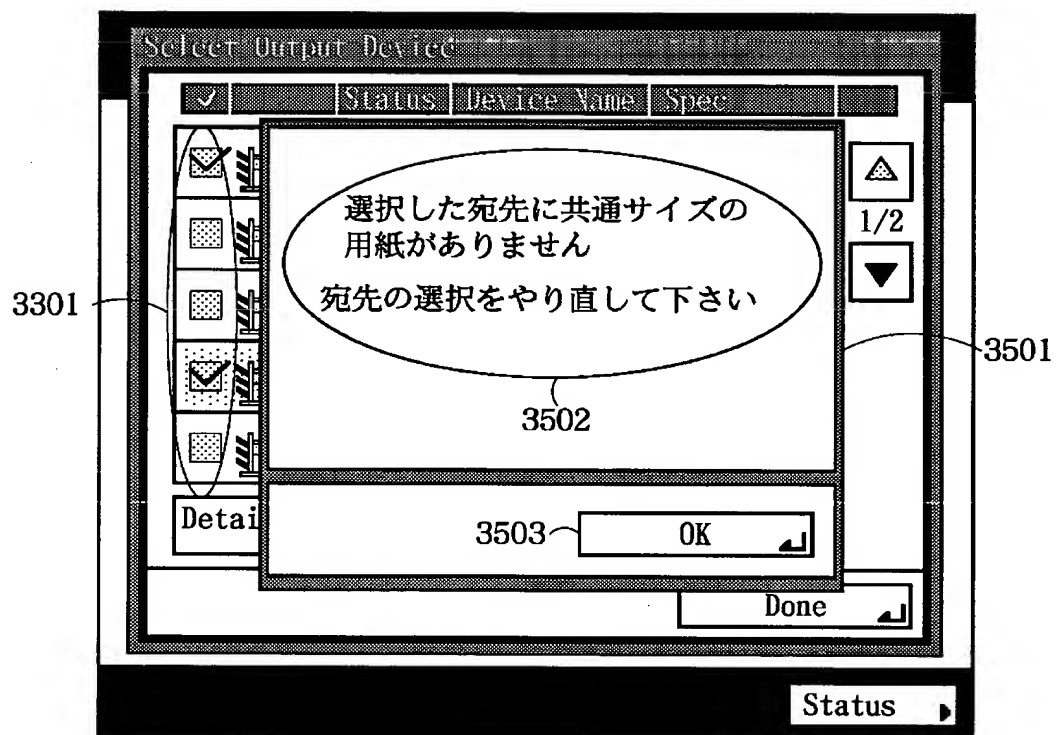 Select Output Device
Status Device Name Spec
選択した宛先に共通サイズの
用紙がありません
宛先の選択をやり直して下さい
1/2
3301
3501
3502
Detai
3503
OK
Done
Status